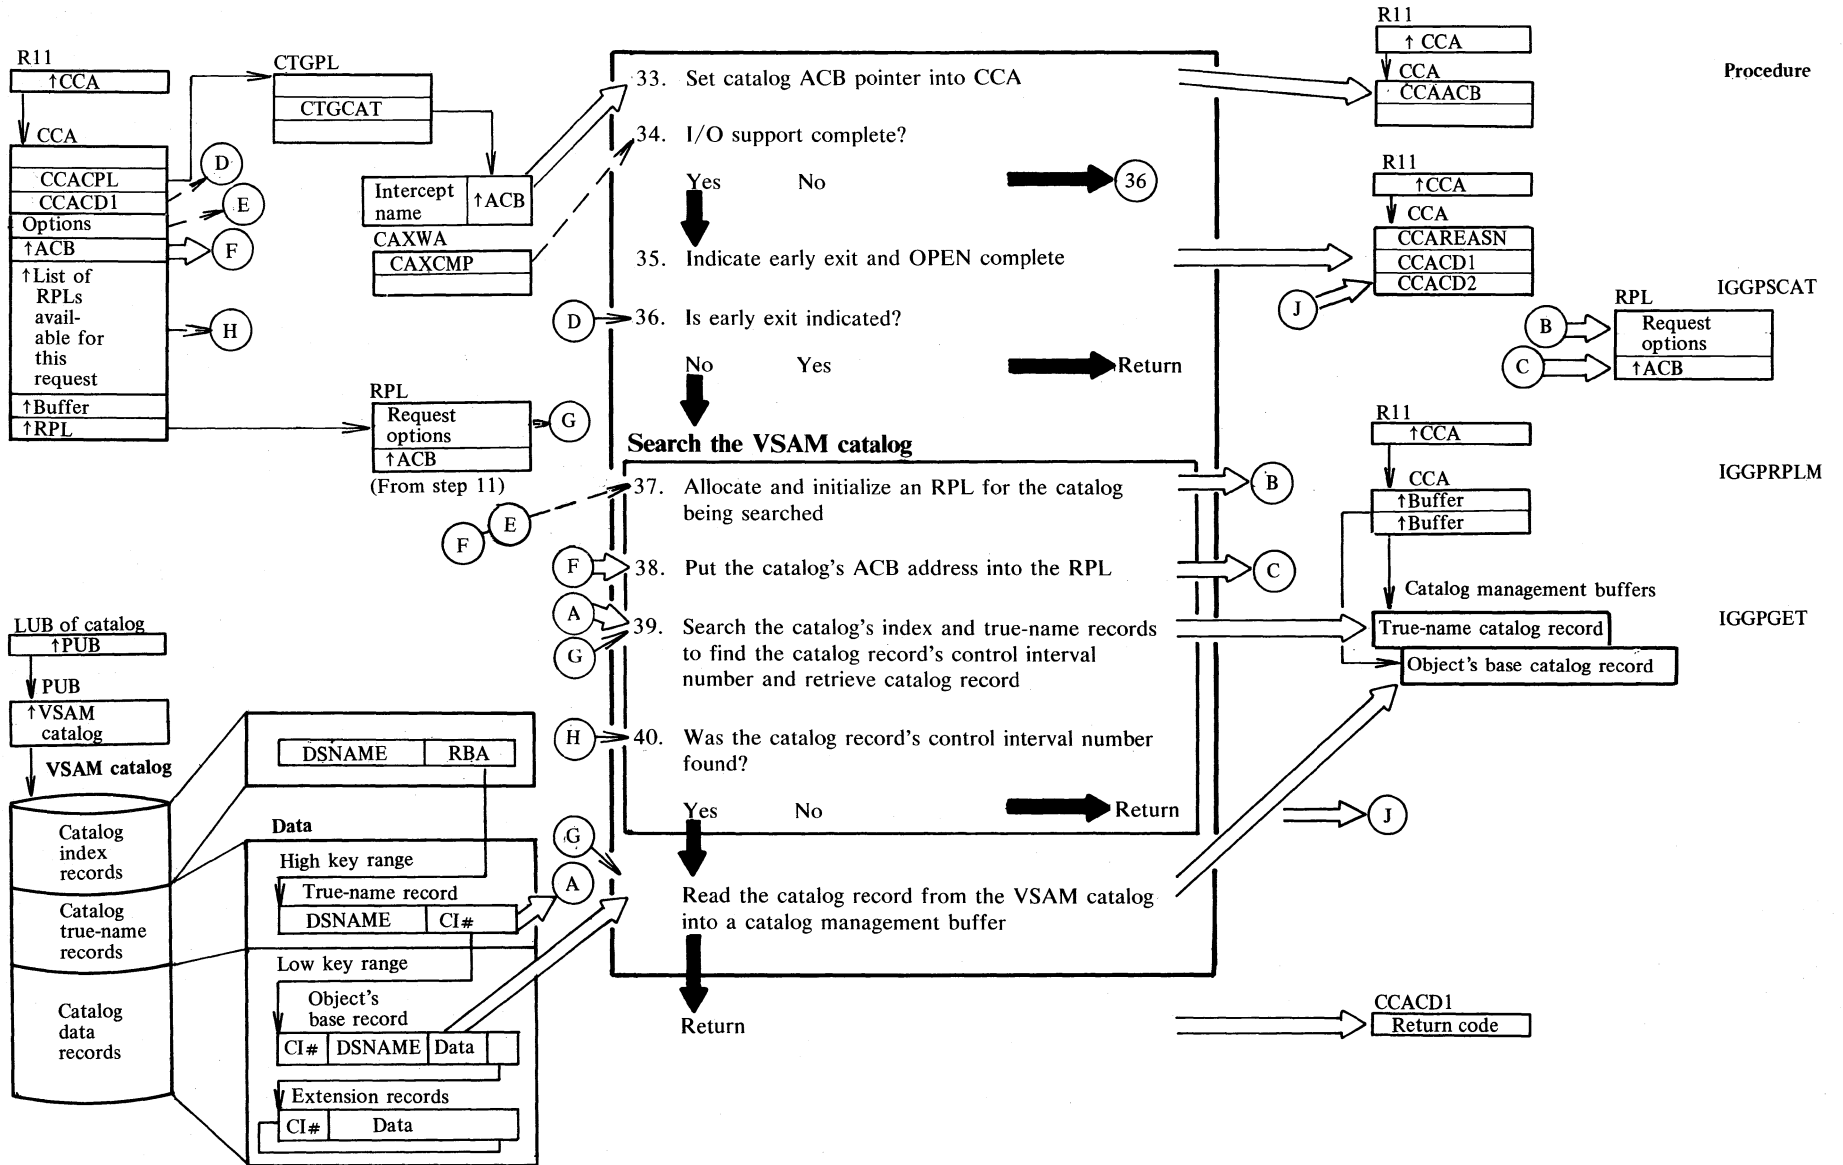 R11
↑CCA
CCA
CCACPL
CCACD1
Options
↑ACB
↑List of
RPLs
avail-
able for
this
request
↑Buffer
↑RPL
D
E
F
H
CTGPL
CTGCAT
Intercept
name
↑ACB
CAXWA
CAXCMP
RPL
Request
options
↑ACB
(From step 11)
G
33. Set catalog ACB pointer into CCA
34. I/O support complete?
Yes No 36
35. Indicate early exit and OPEN complete
D
36. Is early exit indicated?
No Yes Return
Search the VSAM catalog
37. Allocate and initialize an RPL for the catalog
being searched
B
F
E
F
38. Put the catalog's ACB address into the RPL
C
A
G
39. Search the catalog's index and true-name records
to find the catalog record's control interval
number and retrieve catalog record
H
40. Was the catalog record's control interval number
found?
Yes No Return
G
A
Read the catalog record from the VSAM catalog
into a catalog management buffer
Return
R11
↑ CCA
CCA
CCAACB
Procedure
R11
↑CCA
CCA
CCAREASN
CCACD1
CCACD2
J
IGGPSCAT
RPL
B
Request
options
C
↑ACB
R11
↑CCA
CCA
↑Buffer
↑Buffer
IGGPRPLM
Catalog management buffers
True-name catalog record
IGGPGET
Object's base catalog record
J
CCACD1
Return code
LUB of catalog
↑PUB
PUB
↑VSAM
catalog
VSAM catalog
Catalog
index
records
Catalog
true-name
records
Catalog
data
records
DSNAME RBA
Data
High key range
True-name record
DSNAME CI#
Low key range
Object's
base record
CI# DSNAME Data
Extension records
CI# Data